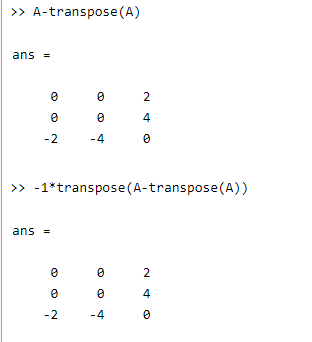 >> A-transpose(A)
ans =
0 0 2
0 0 4
-2 -4 0
>> -1*transpose(A-transpose(A))
ans =
0 0 2
0 0 4
-2 -4 0